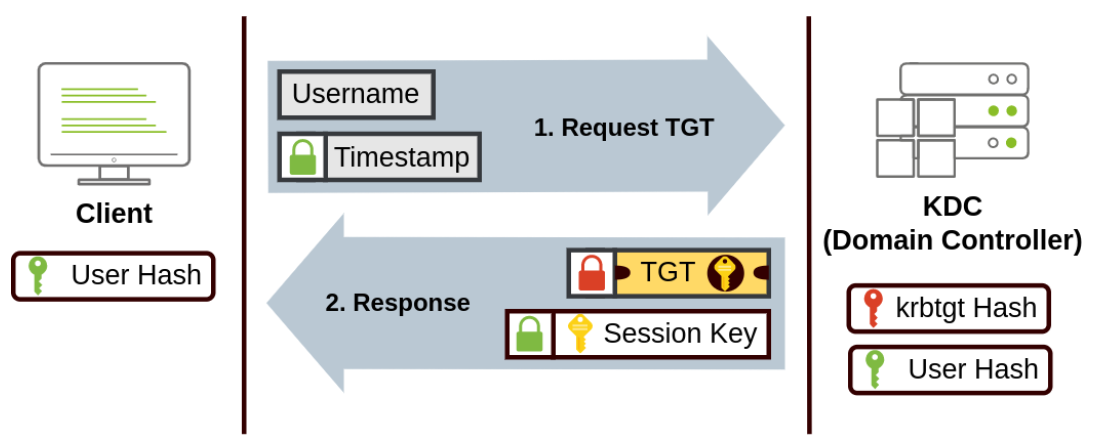 Username
1. Request TGT
Timestamp
Client
KDC
(Domain Controller)
User Hash
TGT
2. Response
Session Key
krbtgt Hash
User Hash